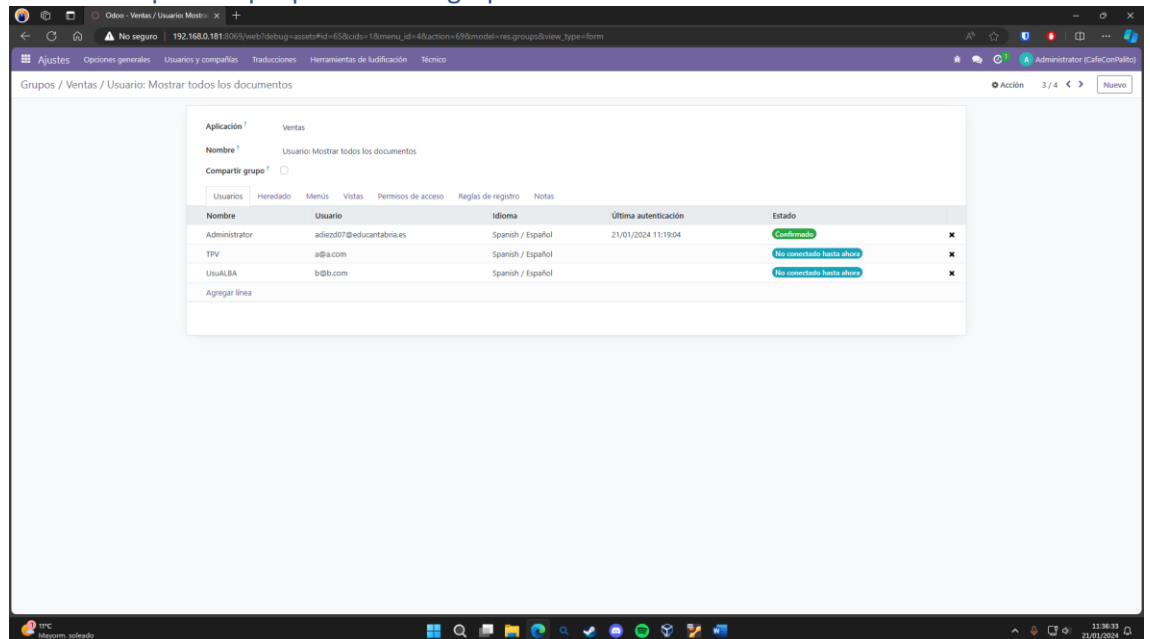 Odoo - Ventas / Usuario: Mostra
No seguro 192.168.0.181:8069/web?debug=assets#id=65&cids=1&menu_id=4&action=69&model=res.groups&view_type=form
Ajustes Opciones generales Usuarios y compañías Traducciones Herramientas de ludificación Técnico 1 A Administrator (CafeConPalito)
Grupos / Ventas / Usuario: Mostrar todos los documentos Acción 3 / 4 Nuevo
Aplicación ? Ventas
Nombre ? Usuario: Mostrar todos los documentos
Compartir grupo ?
Usuarios Heredado Menús Vistas Permisos de acceso Reglas de registro Notas
Nombre Usuario Idioma Última autenticación Estado
Administrator adiezd07@educantabria.es Spanish / Español 21/01/2024 11:19:04 Confirmado
TPV a@a.com Spanish / Español No conectado hasta ahora
UsuALBA b@b.com Spanish / Español No conectado hasta ahora
Agregar línea
11°C
Mayorm. soleado
11:36:33
21/01/2024